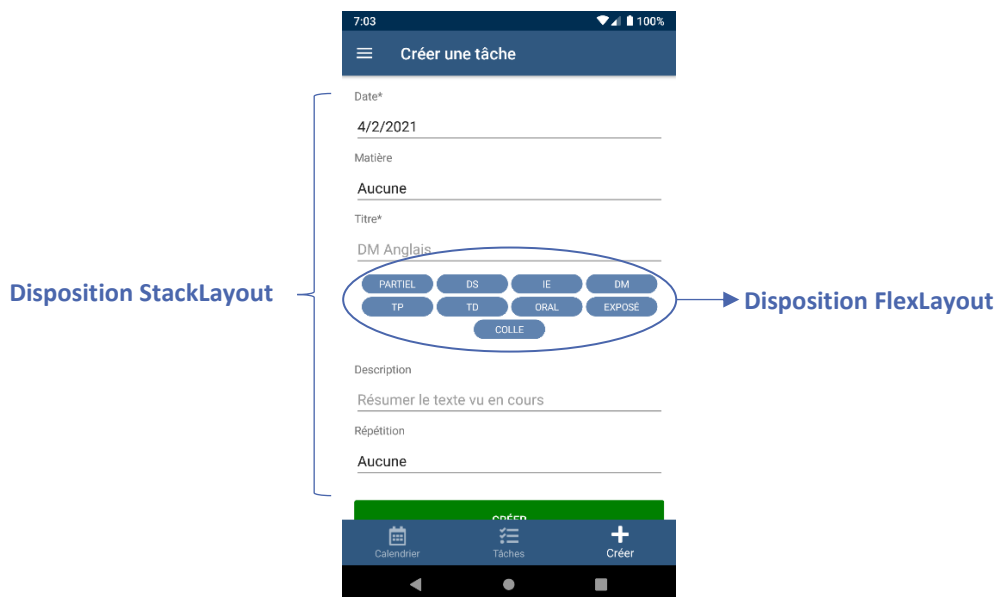 7:03 100%
Créer une tâche
Date*
4/2/2021
Matière
Aucune
Titre*
DM Anglais
Disposition StackLayout
PARTIEL DS IE DM
TP TD ORAL EXPOSÉ
COLLE
Disposition FlexLayout
Description
Résumer le texte vu en cours
Répétition
Aucune
CRÉER
Calendrier Tâches Créer